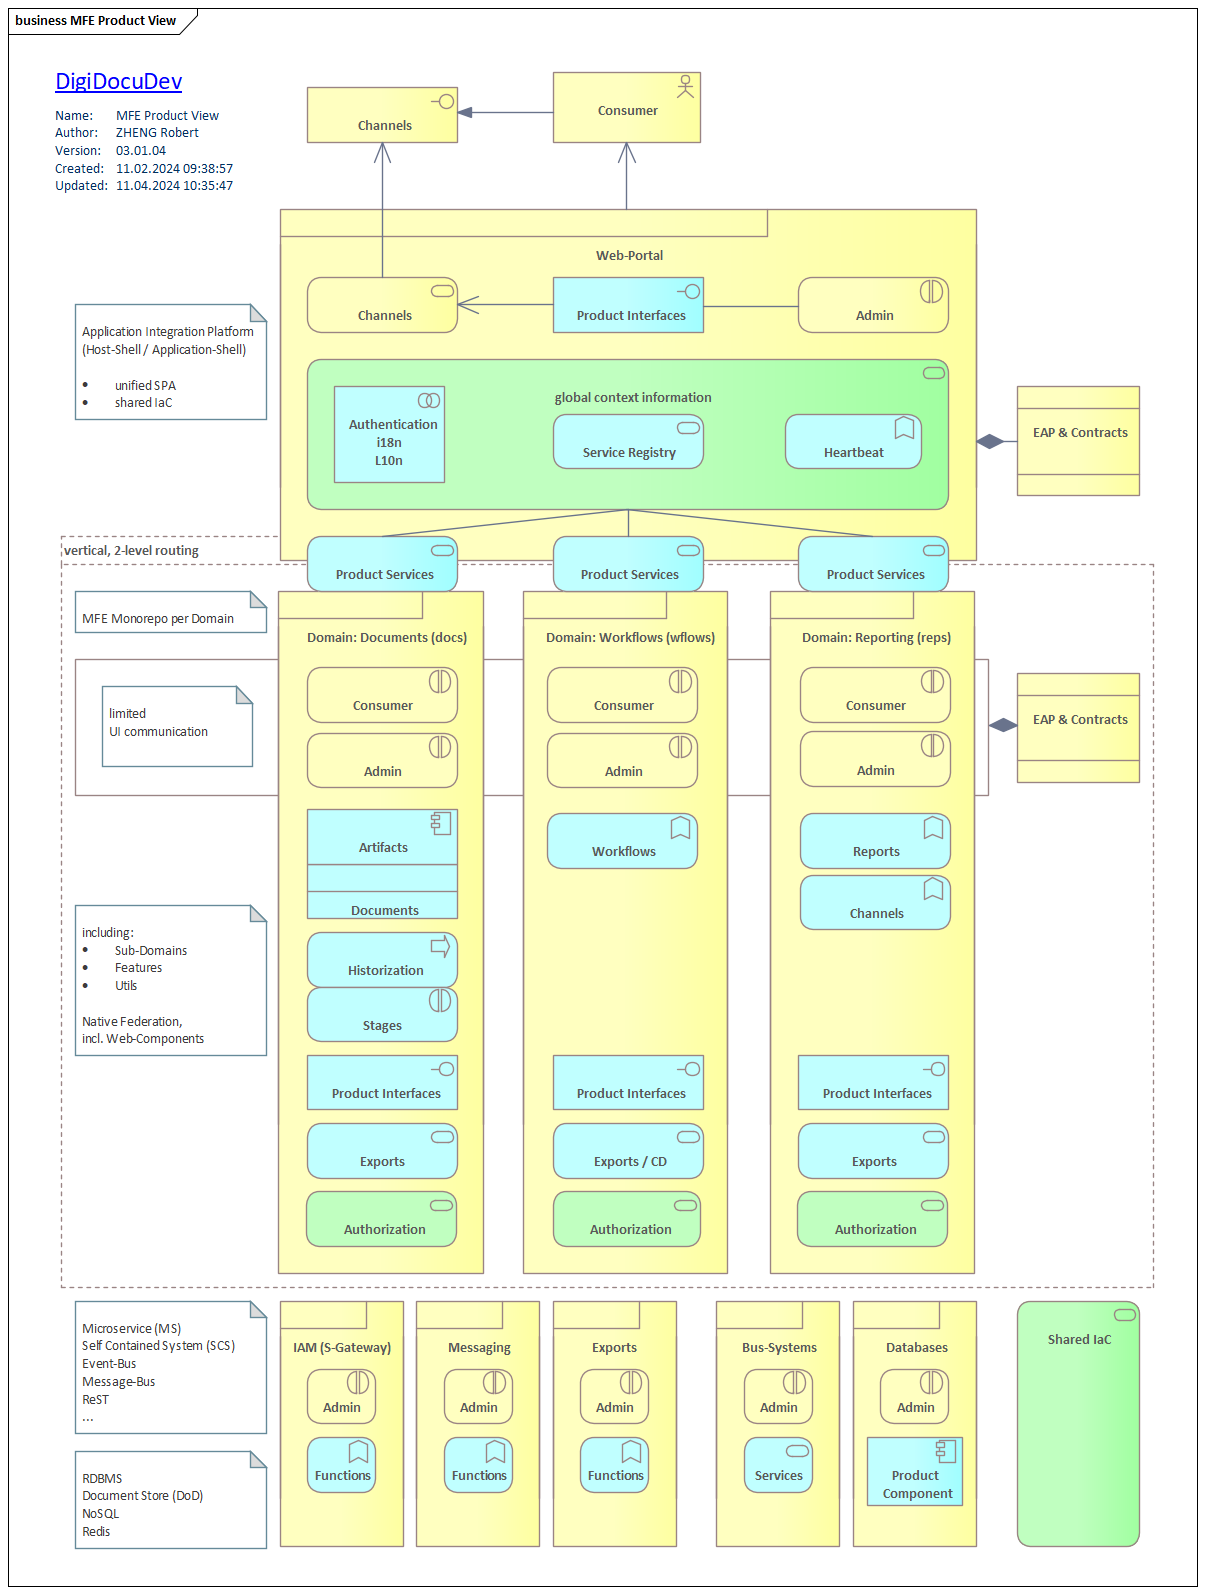 business MFE Product View
DigiDocuDev
Name: MFE Product View
Author: ZHENG Robert
Version: 03.01.04
Created: 11.02.2024 09:38:57
Updated: 11.04.2024 10:35:47
Channels
Consumer
Web-Portal
Channels
Product Interfaces
Admin
Application Integration Platform
(Host-Shell / Application-Shell)
• unified SPA
• shared IaC
global context information
Authentication
i18n
L10n
Service Registry
Heartbeat
EAP & Contracts
vertical, 2-level routing
Product Services
Product Services
Product Services
MFE Monorepo per Domain
Domain: Documents (docs)
Domain: Workflows (wflows)
Domain: Reporting (reps)
limited
UI communication
Consumer
Consumer
Consumer
EAP & Contracts
Admin
Admin
Admin
Artifacts
Documents
Workflows
Reports
Channels
including:
• Sub-Domains
• Features
• Utils
Native Federation,
incl. Web-Components
Historization
Stages
Product Interfaces
Product Interfaces
Product Interfaces
Exports
Exports / CD
Exports
Authorization
Authorization
Authorization
Microservice (MS)
Self Contained System (SCS)
Event-Bus
Message-Bus
ReST
...
RDBMS
Document Store (DoD)
NoSQL
Redis
IAM (S-Gateway)
Admin
Functions
Messaging
Admin
Functions
Exports
Admin
Functions
Bus-Systems
Admin
Services
Databases
Admin
Product
Component
Shared IaC